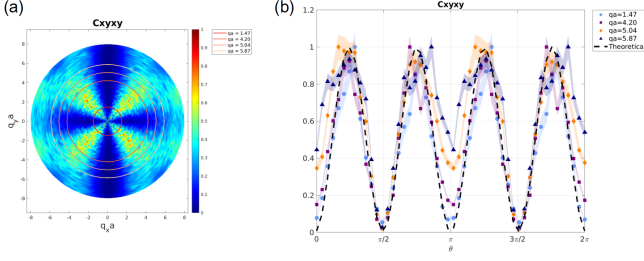 (a)
Cxyxy
qa = 1.47
qa = 4.20
qa = 5.04
qa = 5.87
8
6
4
2
0
-2
-4
-6
-8
q_y a
-8 -6 -4 -2 0 2 4 6 8
q_x a
1
0.9
0.8
0.7
0.6
0.5
0.4
0.3
0.2
0.1
0
(b)
Cxyxy
qa=1.47
qa=4.20
qa=5.04
qa=5.87
Theoretica
1.2
1
0.8
0.6
0.4
0.2
0
0 π/2 π 3π/2 2π
θ